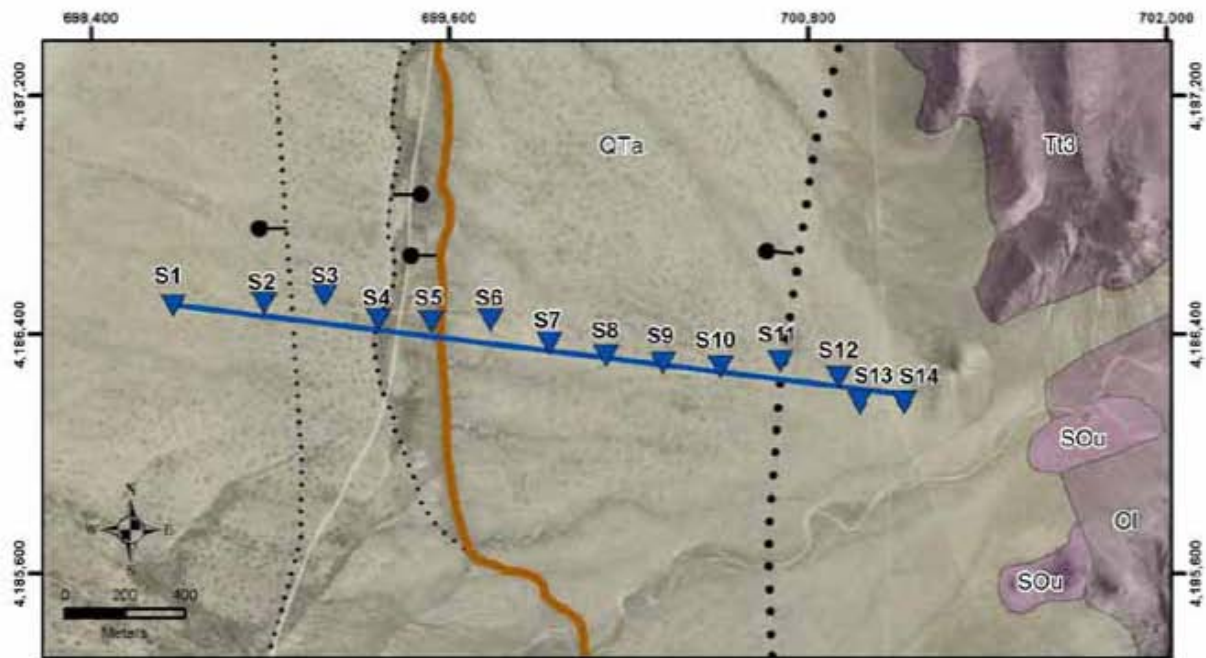 698,400 699,600 700,800 702,000
4,187,200 4,187,200
QTa Tt3
S1 S2 S3 S4 S5 S6 S7 S8 S9 S10 S11 S12 S13 S14
4,186,400 4,186,400
SOu
Ol
N
W E
S
4,185,600 4,185,600
SOu
0 200 400
Meters